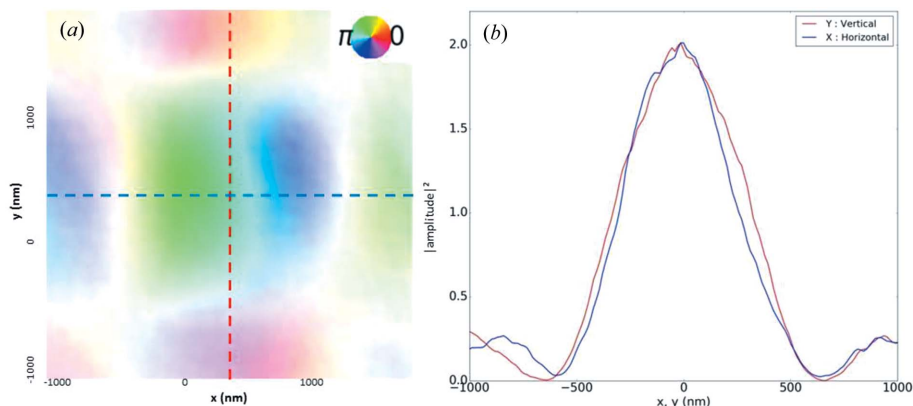 (a)
π 0
1000
0
-1000
y (nm)
-1000 0 1000
x (nm)
(b)
Y : Vertical
X : Horizontal
2.0
1.5
1.0
0.5
0.0
|amplitude|²
−1000 −500 0 500 1000
x, y (nm)